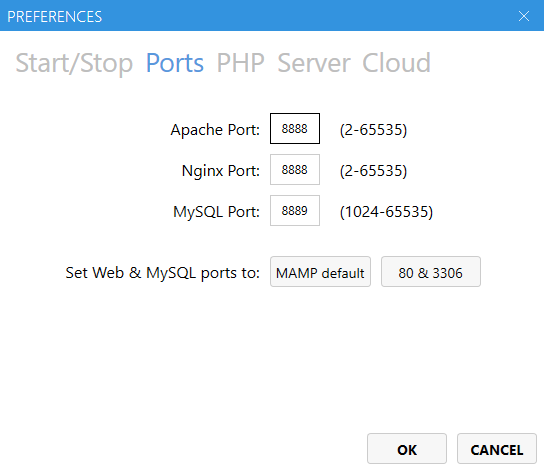 PREFERENCES
Start/Stop Ports PHP Server Cloud
Apache Port: 8888 (2-65535)
Nginx Port: 8888 (2-65535)
MySQL Port: 8889 (1024-65535)
Set Web & MySQL ports to: MAMP default 80 & 3306
OK CANCEL